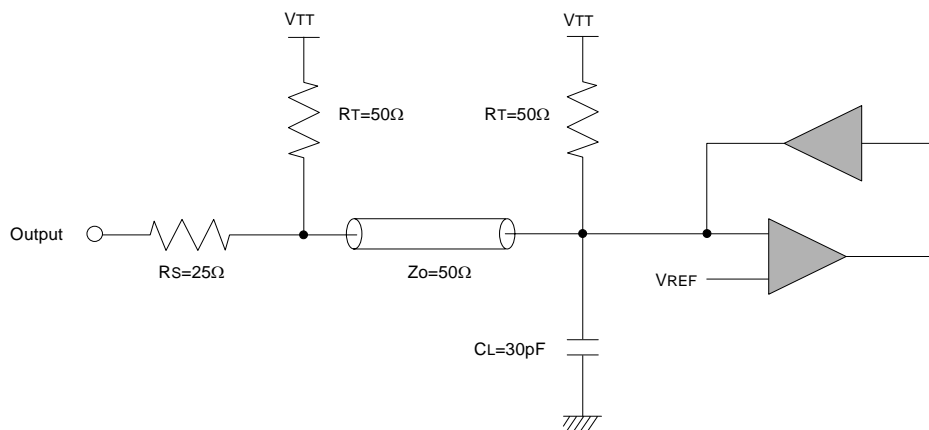 VTT
VTT
RT=50Ω
RT=50Ω
Output
RS=25Ω
Zo=50Ω
VREF
CL=30pF